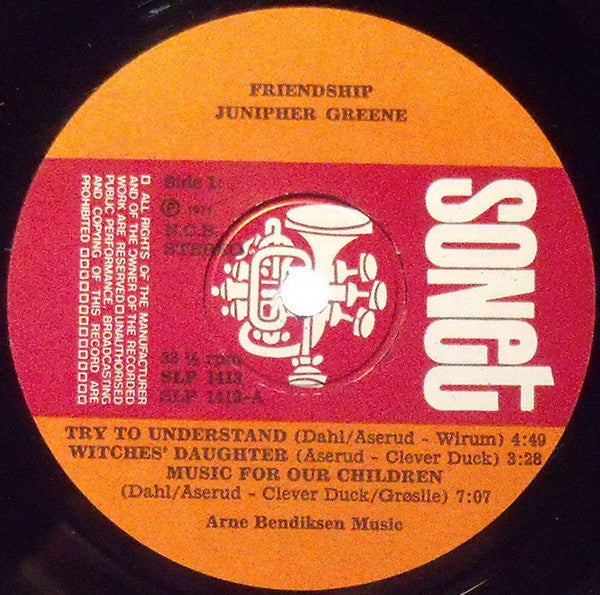 FRIENDSHIP
JUNIPHER GREENE
Side 1:
Ⓟ 1971
N.C.B.
STEREO
33 ⅓ rpm
SLP 1413
SLP 1413-A
SONET
□ ALL RIGHTS OF THE MANUFACTURER
AND OF THE OWNER OF THE RECORDED
WORK ARE RESERVED□UNAUTHORISED
PUBLIC PERFORMANCE, BROADCASTING
AND COPYING OF THIS RECORD ARE
PROHIBITED □□□□□□□□□□□□
TRY TO UNDERSTAND (Dahl/Aserud - Wirum) 4:49
WITCHES' DAUGHTER (Aserud - Clever Duck) 3:28
MUSIC FOR OUR CHILDREN
(Dahl/Aserud - Clever Duck/Grøslie) 7:07
Arne Bendiksen Music